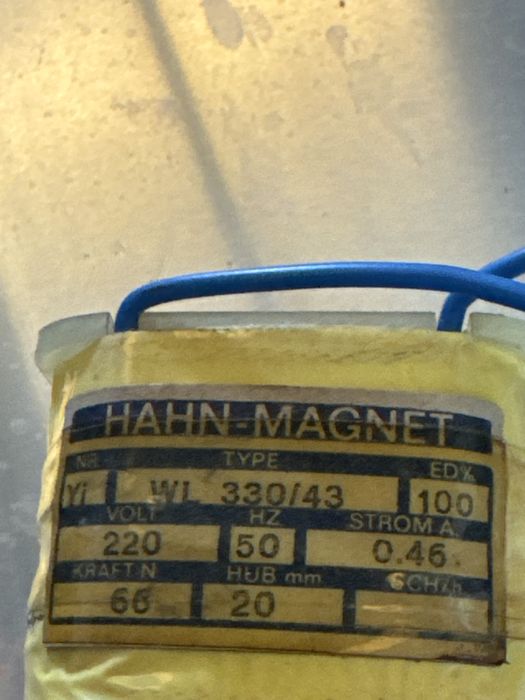 HAHN-MAGNET
NR. TYPE ED%
Yi WL 330/43 100
VOLT HZ STROM A.
220 50 0.46
KRAFT N HUB mm SCHZh
66 20